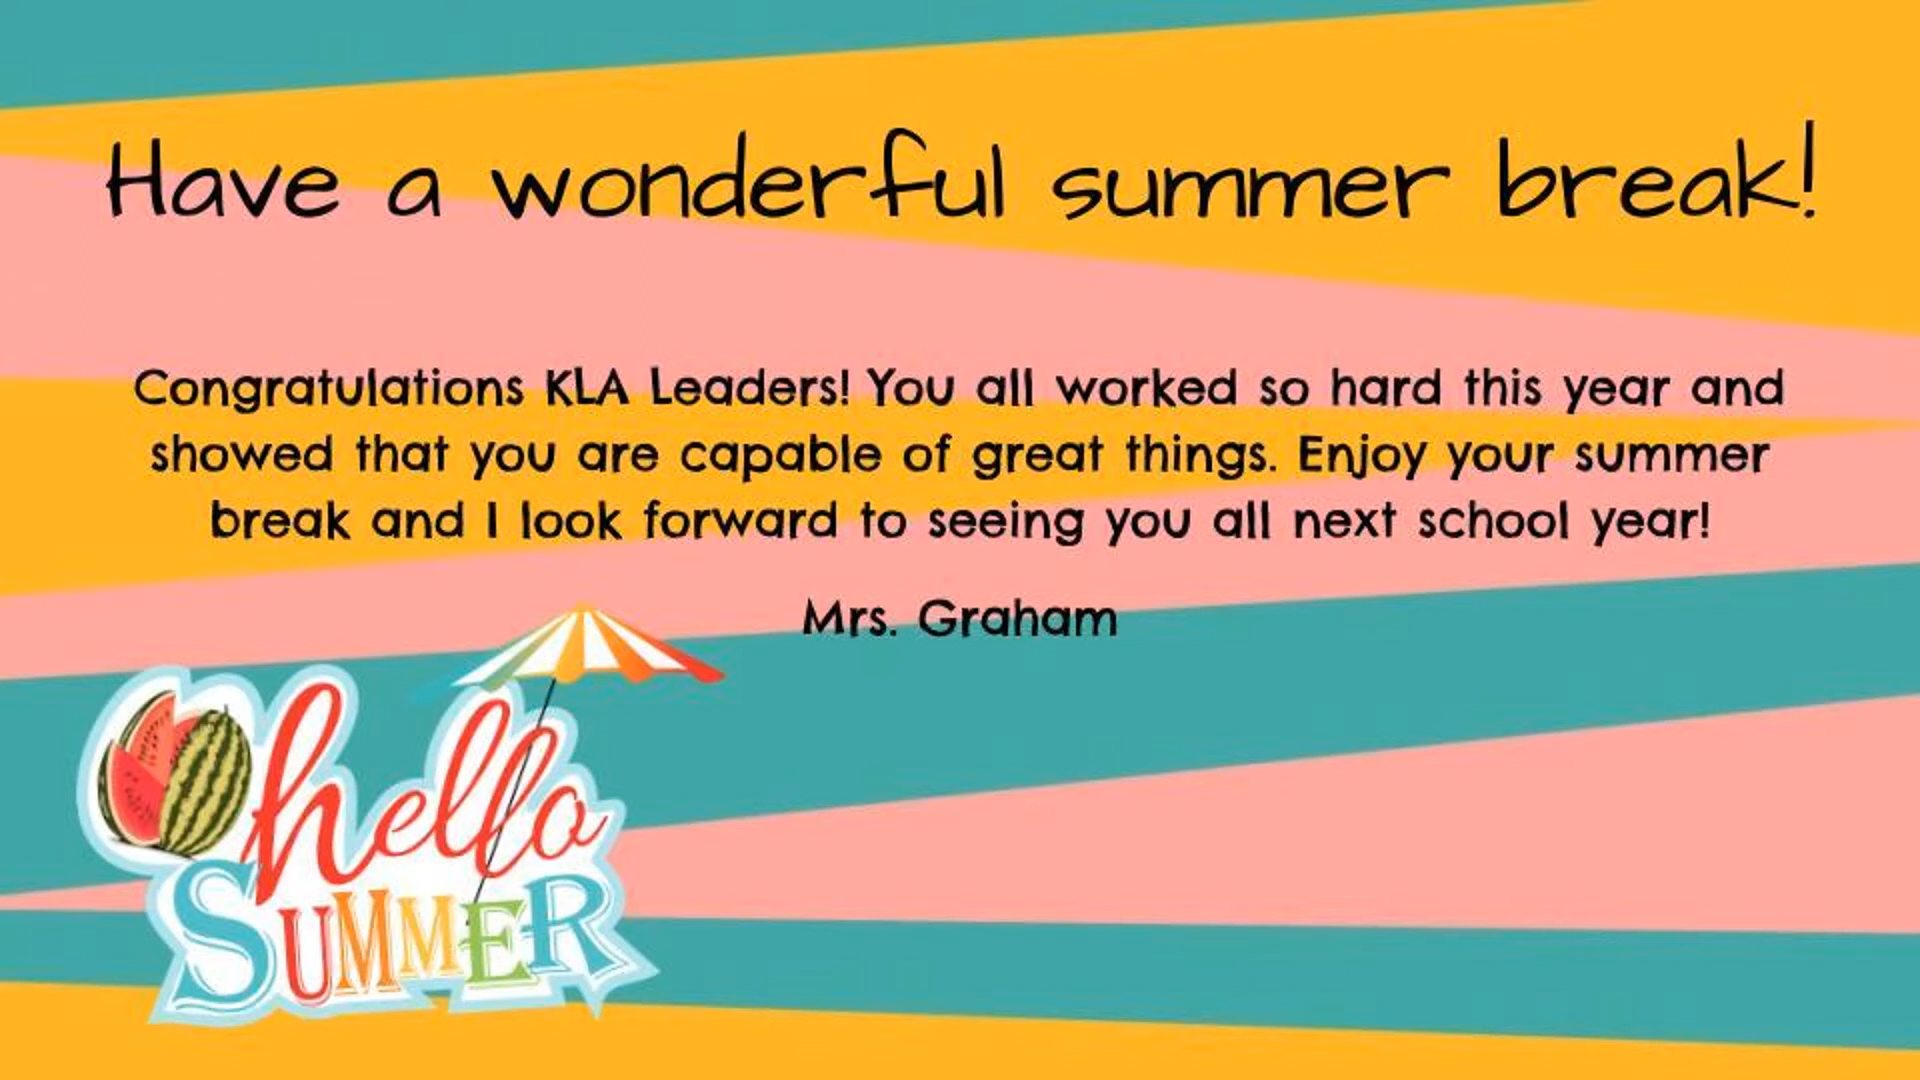 Have a wonderful summer break!
Congratulations KLA Leaders! You all worked so hard this year and
showed that you are capable of great things. Enjoy your summer
break and I look forward to seeing you all next school year!
Mrs. Graham
hello
SUMMER